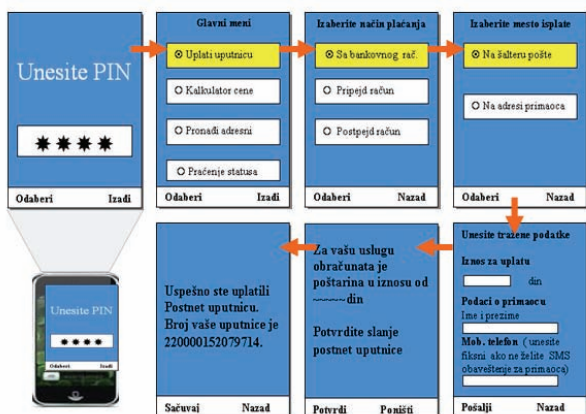 Unesite PIN
Odaberi Izađi
Glavni meni
Uplati uputnicu
Kalkulator cene
Pronađi adresni
Praćenje statusa
Odaberi Izađi
Izaberite način plaćanja
Sa bankovnog rač.
Pripejd račun
Postpejd račun
Odaberi Nazad
Izaberite mesto isplate
Na šalteru pošte
Na adresi primaoca
Odaberi Nazad
Unesite tražene podatke
Iznos za uplatu
din
Podaci o primaocu
Ime i prezime
Mob. telefon ( unesite
fiksni ako ne želite SMS
obaveštenje za primaoca)
Pošalji Nazad
Za vašu uslugu
obračunata je
poštarina u iznosu od
~~~~~din
Potvrdite slanje
postnet uputnice
Potvrdi Poništi
Uspešno ste uplatili
Postnet uputnicu.
Broj vaše uputnice je
220000152079714.
Sačuvaj Nazad
Unesite PIN